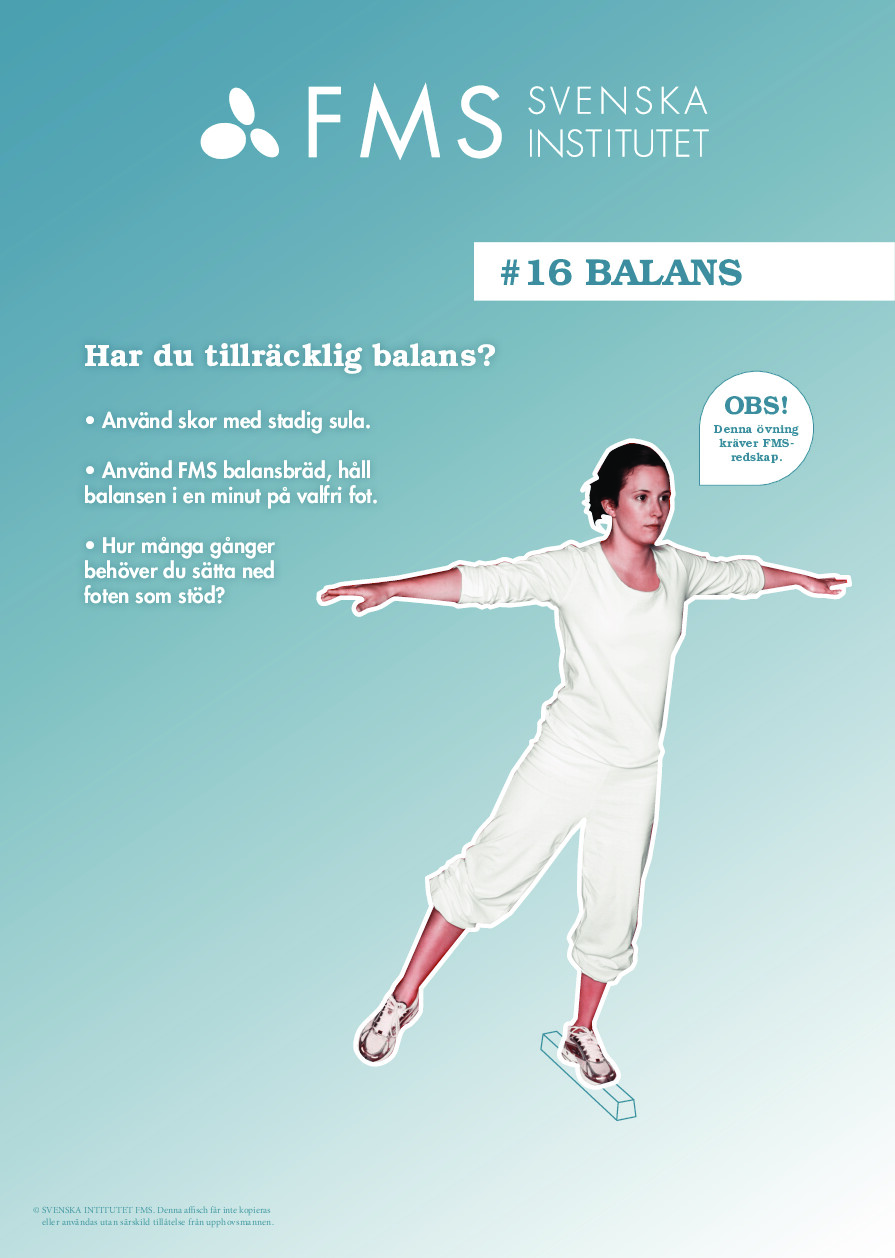 FMS SVENSKA
INSTITUTET
#16 BALANS
Har du tillräcklig balans?
• Använd skor med stadig sula.
• Använd FMS balansbräd, håll
balansen i en minut på valfri fot.
• Hur många gånger
behöver du sätta ned
foten som stöd?
OBS!
Denna övning
kräver FMS-
redskap.
© SVENSKA INTITUTET FMS. Denna affisch får inte kopieras
eller användas utan särskild tillåtelse från upphovsmannen.